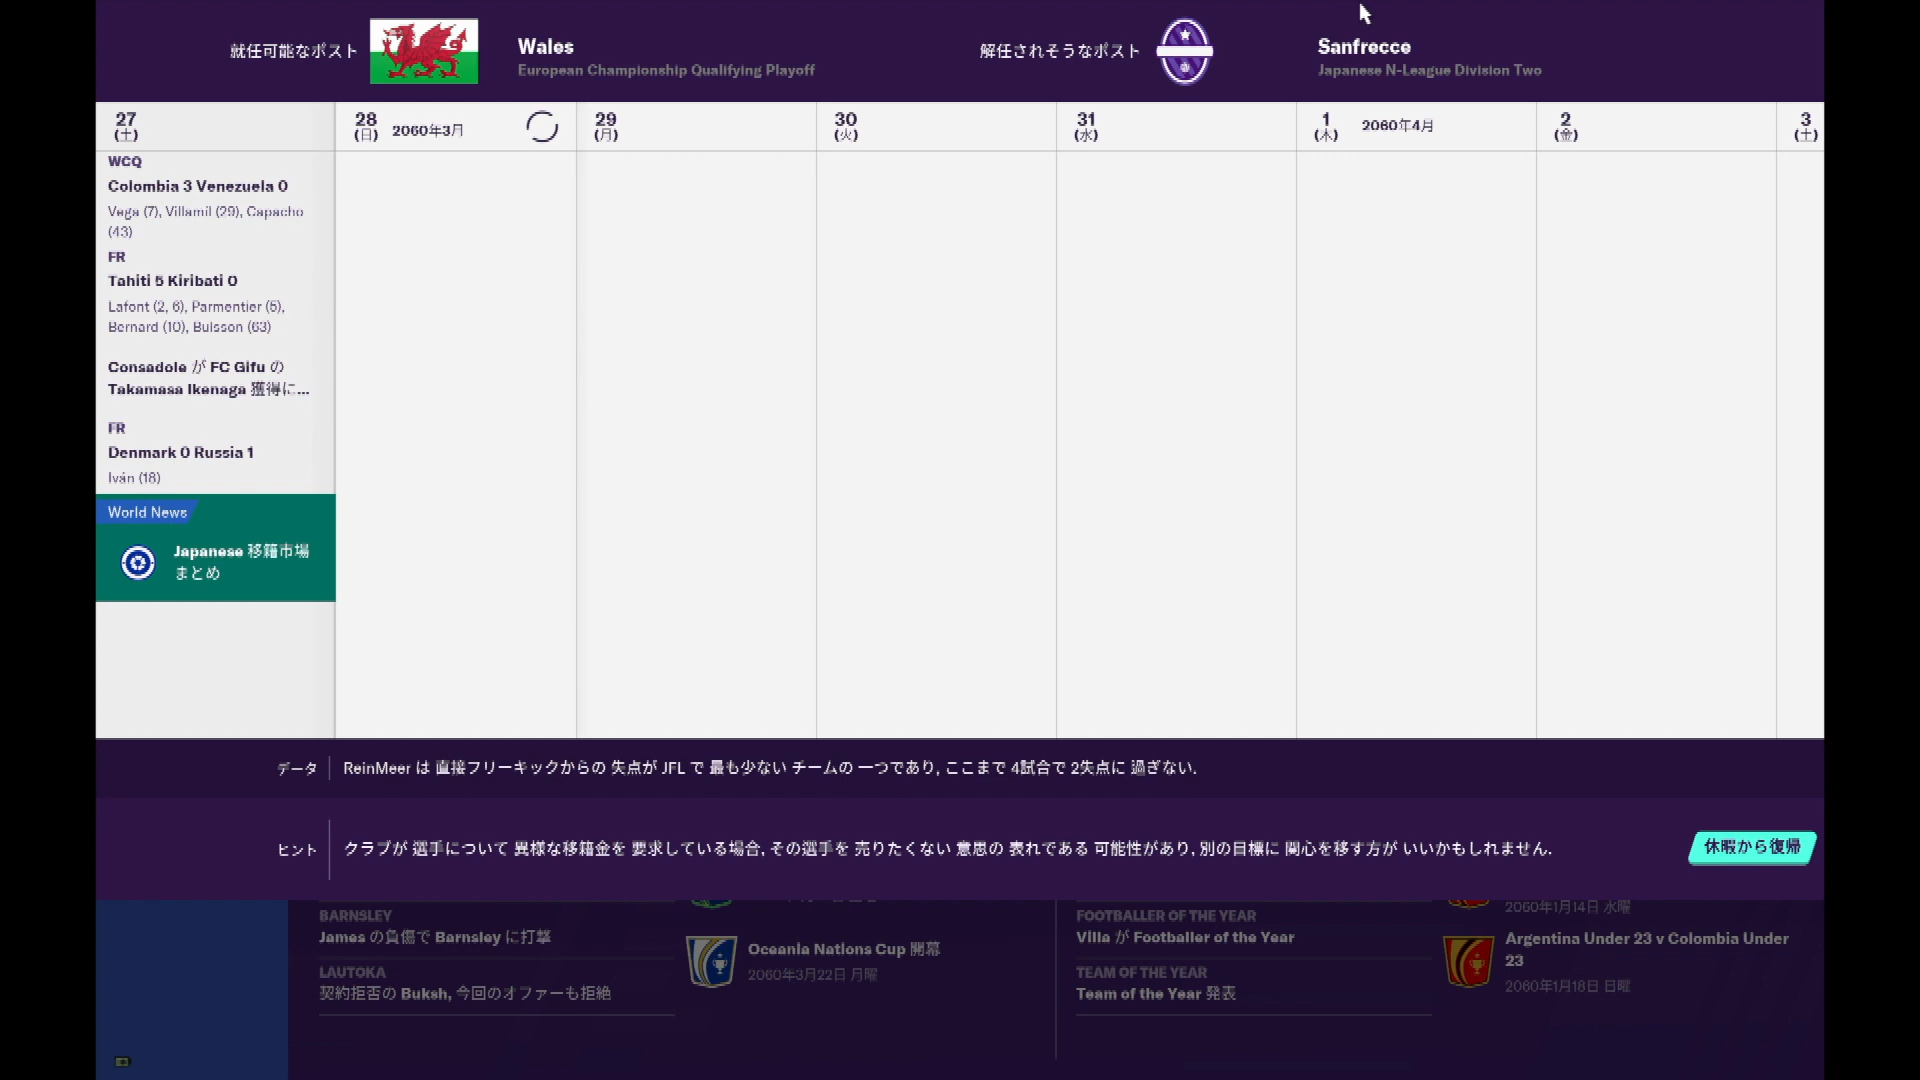 就任可能なポスト
Wales
European Championship Qualifying Playoff
解任されそうなポスト
Sanfrecce
Japanese N-League Division Two
27
(土)
28
(日)
2060年3月
29
(月)
30
(火)
31
(水)
1
(木)
2060年4月
2
(金)
3
(土)
WCQ
Colombia 3 Venezuela 0
Vega (7), Villamil (29), Capacho
(43)
FR
Tahiti 5 Kiribati 0
Lafont (2, 6), Parmentier (5),
Bernard (10), Buisson (63)
Consadole が FC Gifu の
Takamasa Ikenaga 獲得に...
FR
Denmark 0 Russia 1
Iván (18)
World News
Japanese 移籍市場
まとめ
データ
ReinMeer は 直接フリーキックからの 失点が JFL で 最も少ない チームの 一つであり, ここまで 4試合で 2失点に 過ぎない.
ヒント
クラブが 選手について 異様な移籍金を 要求している場合, その選手を 売りたくない 意思の 表れである 可能性があり, 別の目標に 関心を移す方が いいかもしれません.
休暇から復帰
BARNSLEY
James の負傷で Barnsley に打撃
LAUTOKA
契約拒否の Buksh, 今回のオファーも拒絶
Oceania Nations Cup 開幕
2060年3月22日 月曜
FOOTBALLER OF THE YEAR
Villa が Footballer of the Year
TEAM OF THE YEAR
Team of the Year 発表
2060年1月14日 水曜
Argentina Under 23 v Colombia Under
23
2060年1月18日 日曜